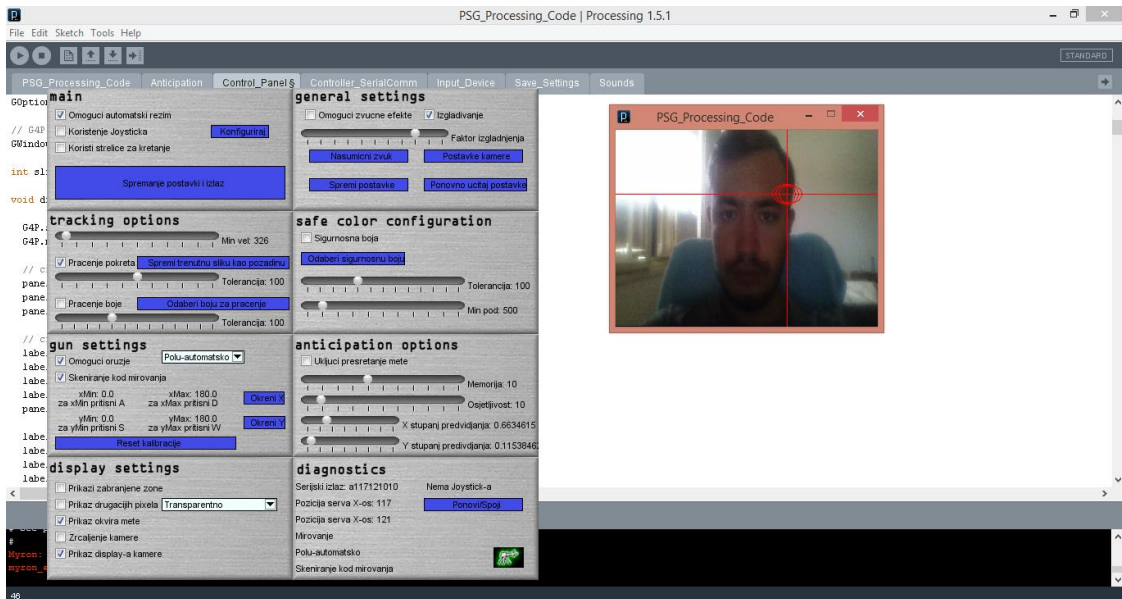 PSG_Processing_Code | Processing 1.5.1
File Edit Sketch Tools Help
STANDARD
PSG_Processing_Code Anticipation Control_Panel § Controller_SerialComm Input_Device Save_Settings Sounds
main
Omoguci automatski rezim
Koristenje Joysticka
Konfiguriraj
Koristi strelice za kretanje
Spremanje postavki i izlaz
general settings
Omoguci zvucne efekte
Izgladivanje
Faktor izgladnjenja
Nasumicni zvuk
Postavke kamere
Spremi postavke
Ponovno ucitaj postavke
tracking options
Min vel: 326
Pracenje pokreta
Spremi trenutnu sliku kao pozadinu
Tolerancija: 100
Pracenje boje
Odaberi boju za pracenje
Tolerancija: 100
safe color configuration
Sigurnosna boja
Odaberi sigurnosnu boju
Tolerancija: 100
Min pod: 500
gun settings
Omoguci oruzje
Polu-automatsko
Skeniranje kod mirovanja
xMin: 0.0 xMax: 180.0
za xMin pritisni A za xMax pritisni D
Okreni X
yMin: 0.0 yMax: 180.0
za yMin pritisni S za yMax pritisni W
Okreni Y
Reset kalibracije
anticipation options
Ukljuci presretanje mete
Memorija: 10
Osjetljivost: 10
X stupanj predvidjanja: 0.6634615
Y stupanj predivdjanja: 0.1153846
display settings
Prikazi zabranjene zone
Prikaz drugacijih pixela
Transparentno
Prikaz okvira mete
Zrcaljenje kamere
Prikaz display-a kamere
diagnostics
Serijski izlaz: a117121010
Nema Joystick-a
Pozicija serva X-os: 117
Ponovi/Spoji
Pozicija serva X-os: 121
Mirovanje
Polu-automatsko
Skeniranje kod mirovanja
PSG_Processing_Code
// G4P
void
G4P.
G4P.
#
Myron:
46